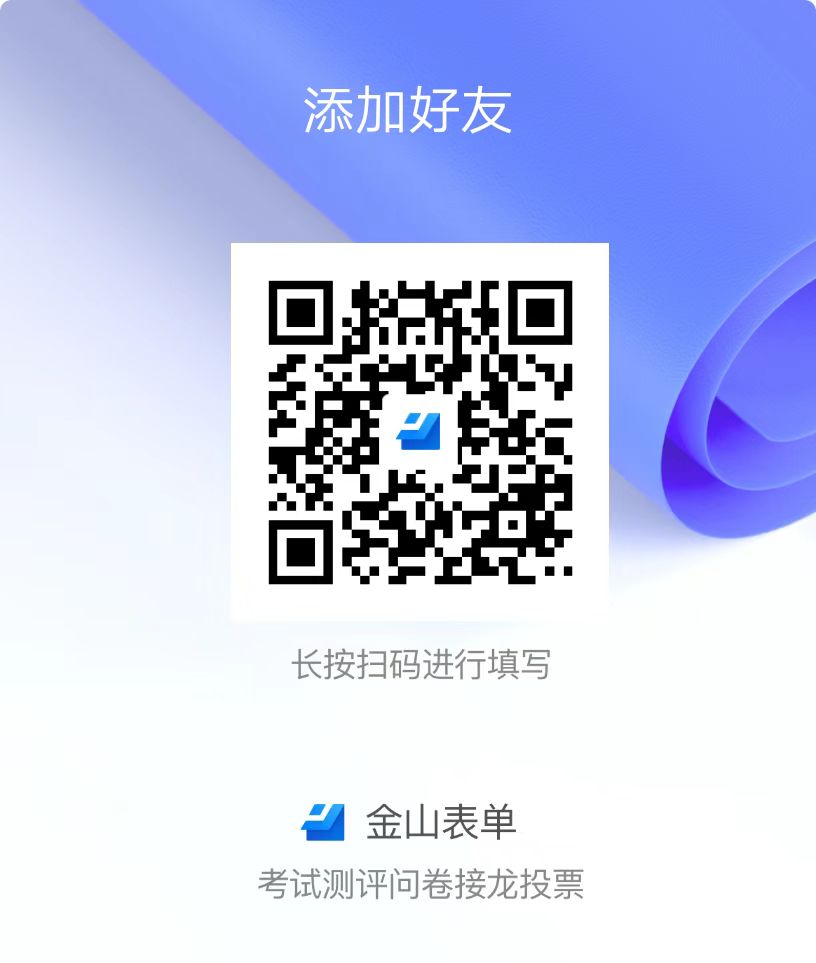 添加好友
长按扫码进行填写
金山表单
考试测评问卷接龙投票